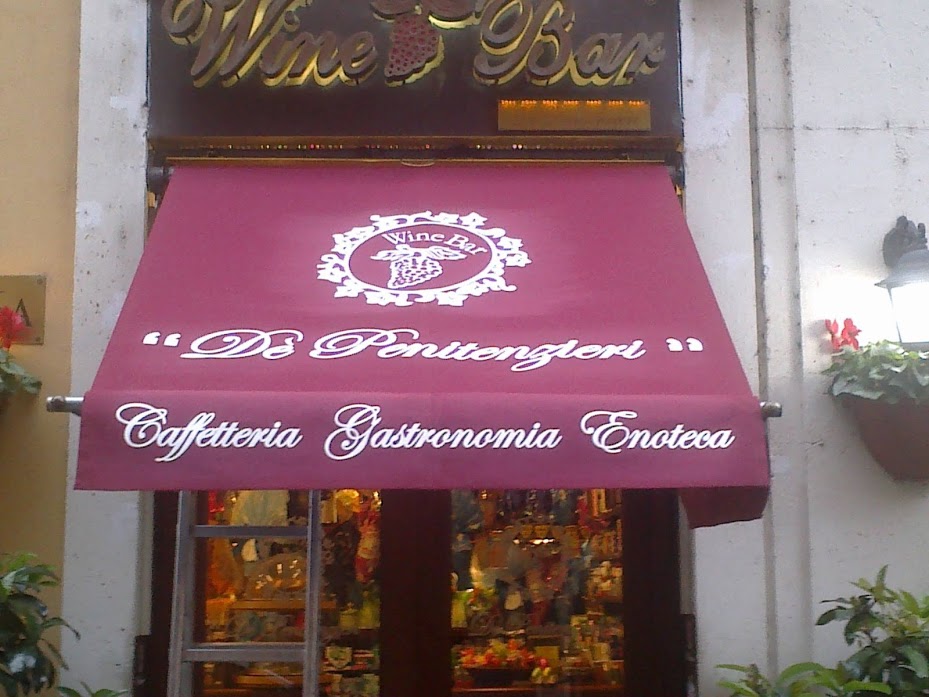 Wine Bar
Wine Bar
“ Dè Penitenzieri ”
Caffetteria Gastronomia Enoteca
A